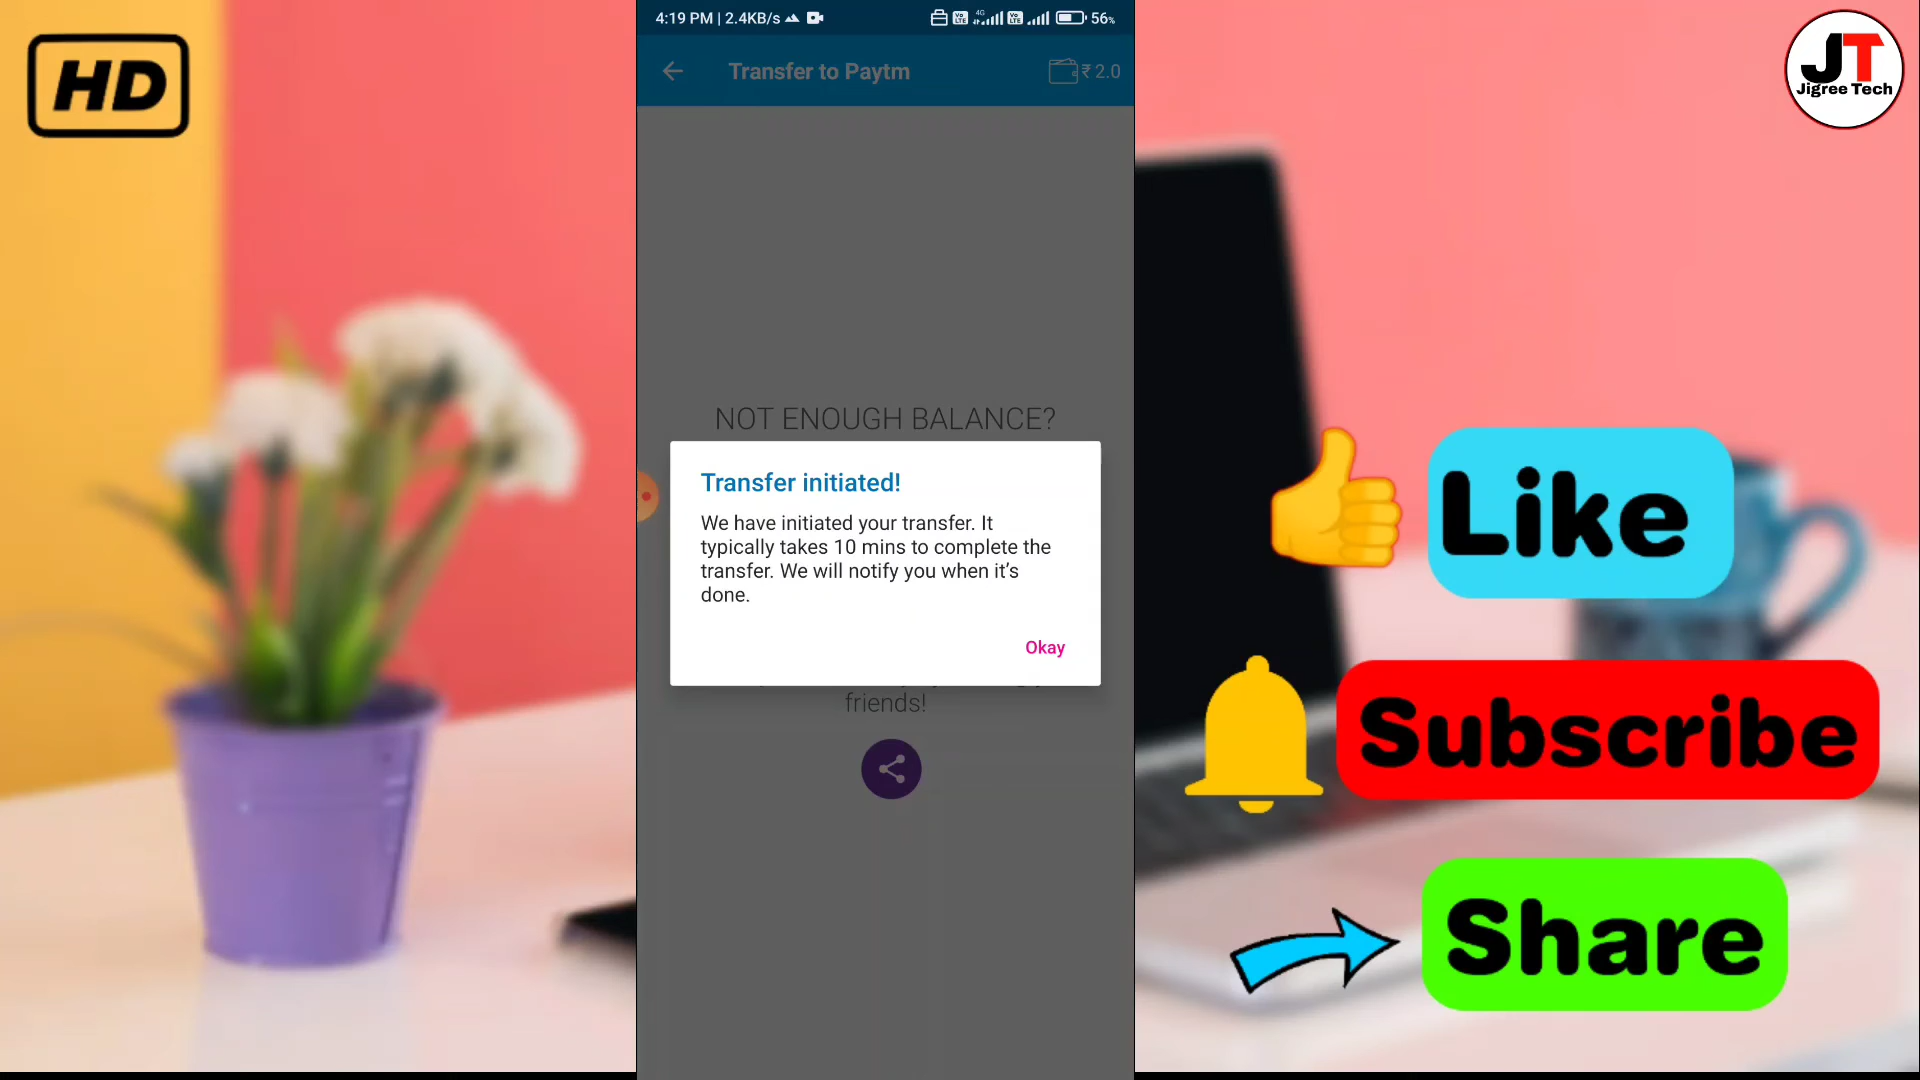 HD
4:19 PM | 2.4KB/s
4G
56%
Transfer to Paytm
₹ 2.0
JT
Jigree Tech
NOT ENOUGH BALANCE?
Transfer initiated!
We have initiated your transfer. It
typically takes 10 mins to complete the
transfer. We will notify you when it's
done.
Okay
friends!
Like
Subscribe
Share